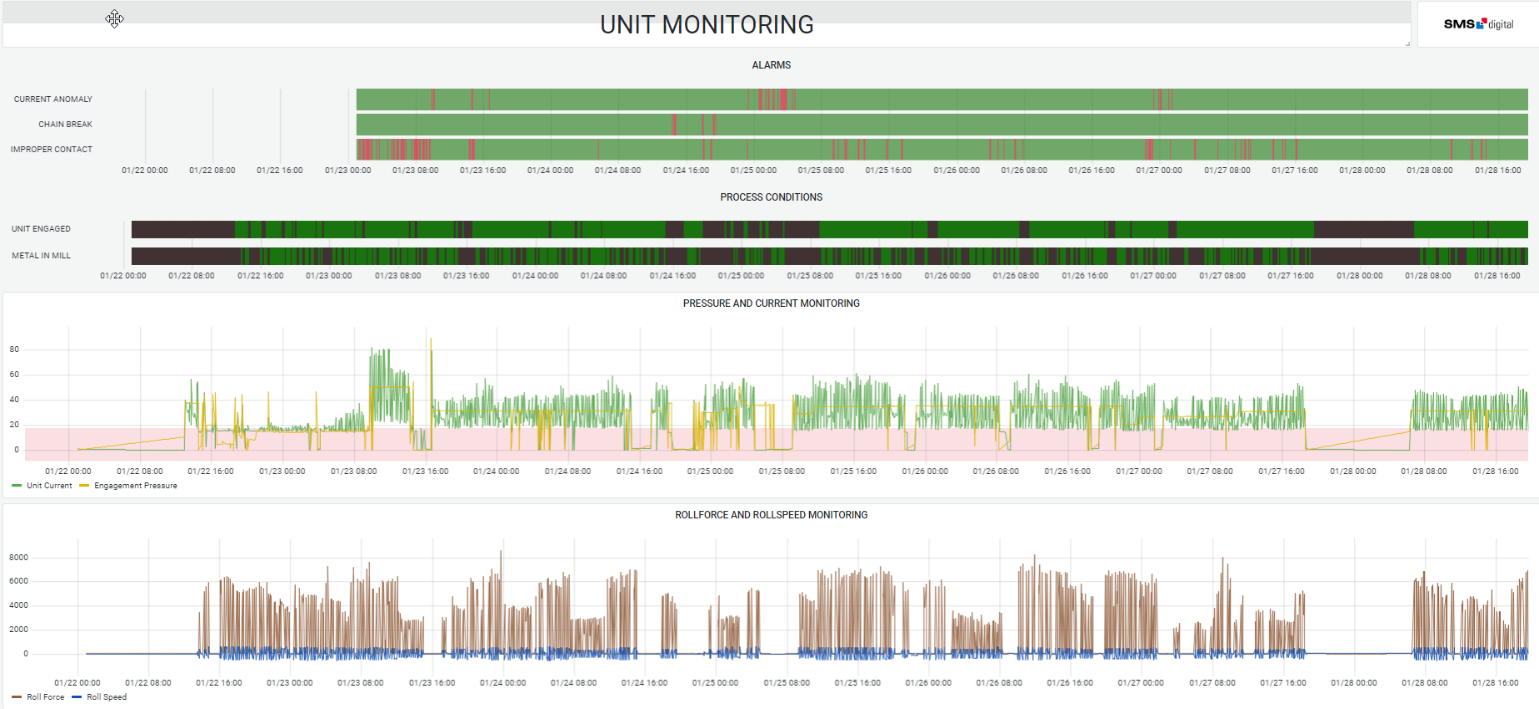 UNIT MONITORING
SMS digital
ALARMS
CURRENT ANOMALY
CHAIN BREAK
IMPROPER CONTACT
01/22 00:00 01/22 08:00 01/22 16:00 01/23 00:00 01/23 08:00 01/23 16:00 01/24 00:00 01/24 08:00 01/24 16:00 01/25 00:00 01/25 08:00 01/25 16:00 01/26 00:00 01/26 08:00 01/26 16:00 01/27 00:00 01/27 08:00 01/27 16:00 01/28 00:00 01/28 08:00 01/28 16:00
PROCESS CONDITIONS
UNIT ENGAGED
METAL IN MILL
01/22 00:00 01/22 08:00 01/22 16:00 01/23 00:00 01/23 08:00 01/23 16:00 01/24 00:00 01/24 08:00 01/24 16:00 01/25 00:00 01/25 08:00 01/25 16:00 01/26 00:00 01/26 08:00 01/26 16:00 01/27 00:00 01/27 08:00 01/27 16:00 01/28 00:00 01/28 08:00 01/28 16:00
PRESSURE AND CURRENT MONITORING
80
60
40
20
0
01/22 00:00 01/22 08:00 01/22 16:00 01/23 00:00 01/23 08:00 01/23 16:00 01/24 00:00 01/24 08:00 01/24 16:00 01/25 00:00 01/25 08:00 01/25 16:00 01/26 00:00 01/26 08:00 01/26 16:00 01/27 00:00 01/27 08:00 01/27 16:00 01/28 00:00 01/28 08:00 01/28 16:00
Unit Current Engagement Pressure
ROLLFORCE AND ROLLSPEED MONITORING
8000
6000
4000
2000
0
01/22 00:00 01/22 08:00 01/22 16:00 01/23 00:00 01/23 08:00 01/23 16:00 01/24 00:00 01/24 08:00 01/24 16:00 01/25 00:00 01/25 08:00 01/25 16:00 01/26 00:00 01/26 08:00 01/26 16:00 01/27 00:00 01/27 08:00 01/27 16:00 01/28 00:00 01/28 08:00 01/28 16:00
Roll Force Roll Speed